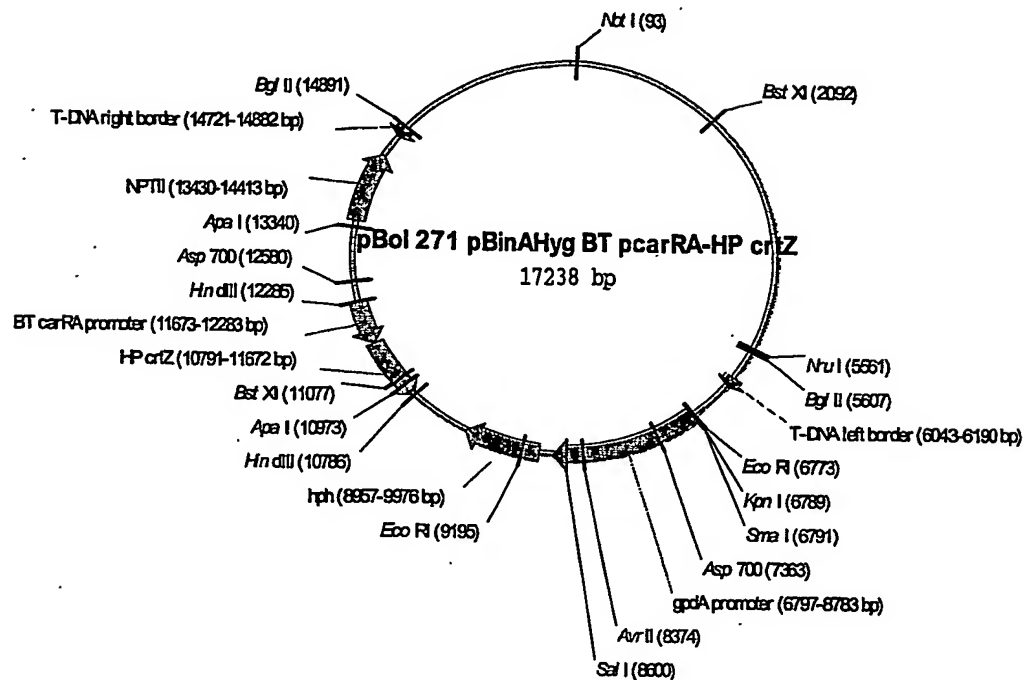 Not I (93)
Bgl II (14891)
Bst XI (2092)
T-DNA right border (14721-14882 bp)
NPTII (13430-14413 bp)
Apa I (13340)
pBol 271 pBinAHyg BT pcarRA-HP crtZ
Asp 700 (12580)
17238 bp
Hin dIII (12285)
BT carRA promoter (11673-12283 bp)
HP crtZ (10791-11672 bp)
Nru I (5561)
Bst XI (11077)
Bgl II (5607)
Apa I (10973)
T-DNA left border (6043-6190 bp)
Hin dIII (10786)
Eco RI (6773)
hph (8957-9976 bp)
Kpn I (6789)
Eco RI (9195)
Sma I (6791)
Asp 700 (7363)
gpdA promoter (6797-8783 bp)
Avr II (8374)
Sal I (8600)